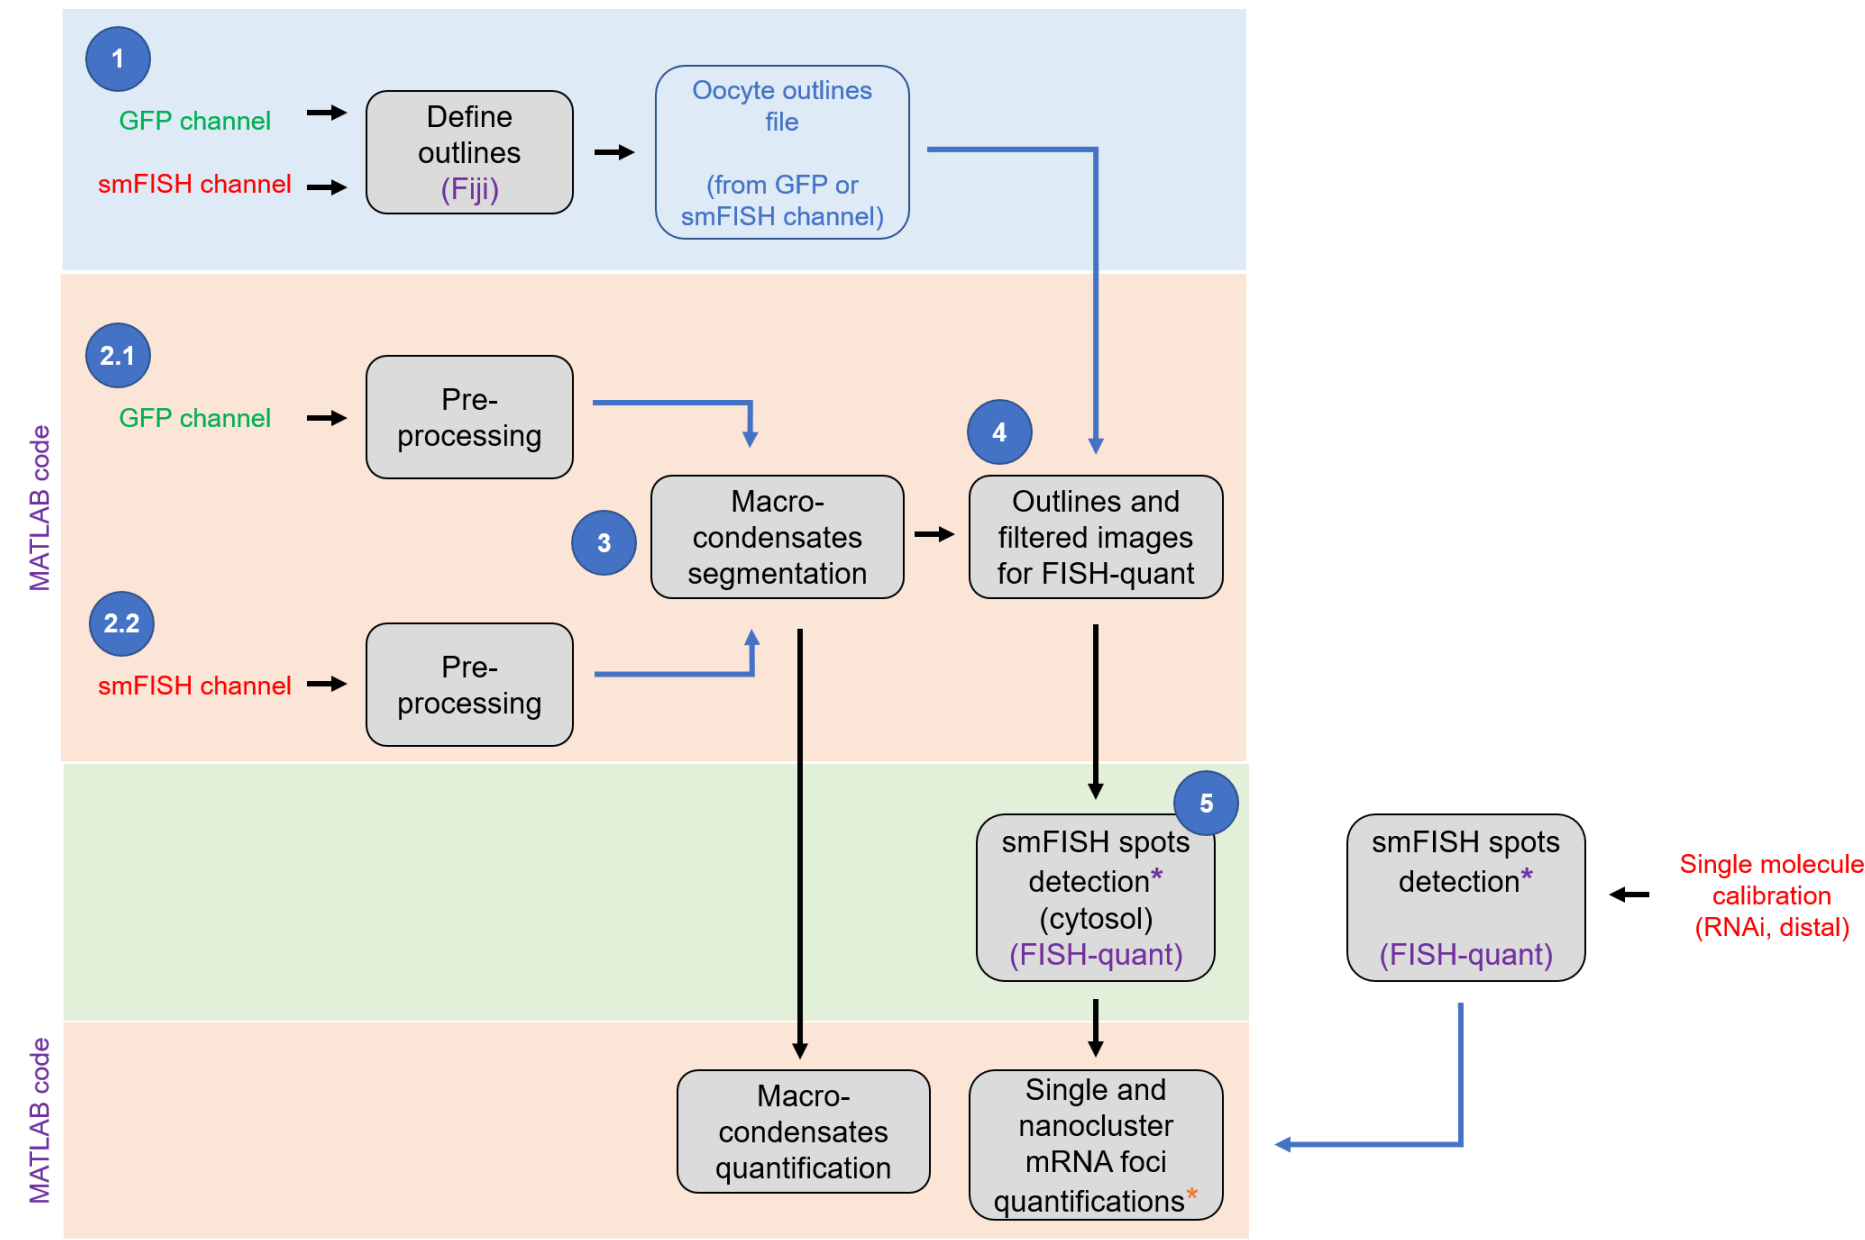 1
GFP channel
smFISH channel
Define
outlines
(Fiji)
Oocyte outlines
file
(from GFP or
smFISH channel)
MATLAB code
2.1
GFP channel
Pre-
processing
2.2
smFISH channel
Pre-
processing
3
Macro-
condensates
segmentation
4
Outlines and
filtered images
for FISH-quant
5
smFISH spots
detection*
(cytosol)
(FISH-quant)
smFISH spots
detection*
(FISH-quant)
Single molecule
calibration
(RNAi, distal)
MATLAB code
Macro-
condensates
quantification
Single and
nanocluster
mRNA foci
quantifications*